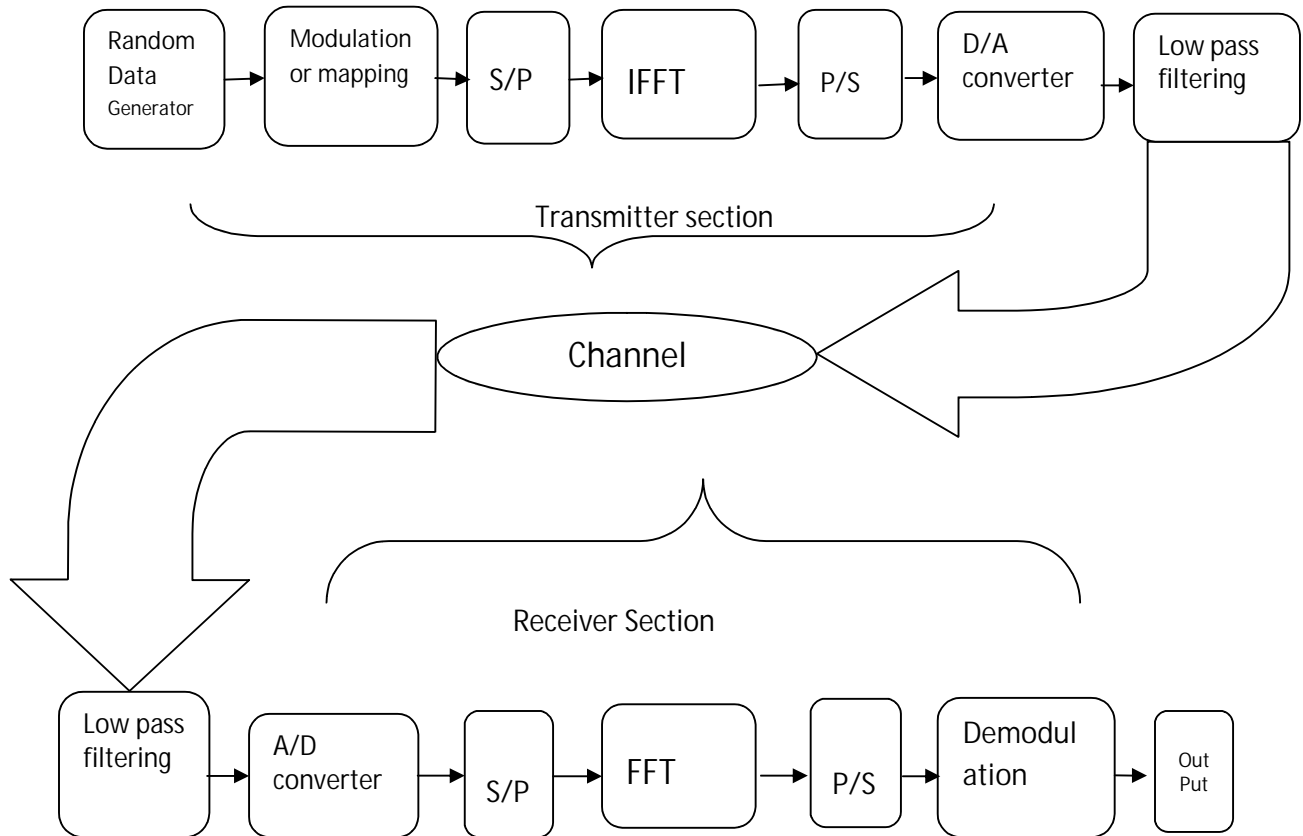 Random
Data
Generator
Modulation
or mapping
S/P
IFFT
P/S
D/A
converter
Low pass
filtering
Transmitter section
Channel
Receiver Section
Low pass
filtering
A/D
converter
S/P
FFT
P/S
Demodul
ation
Out
Put